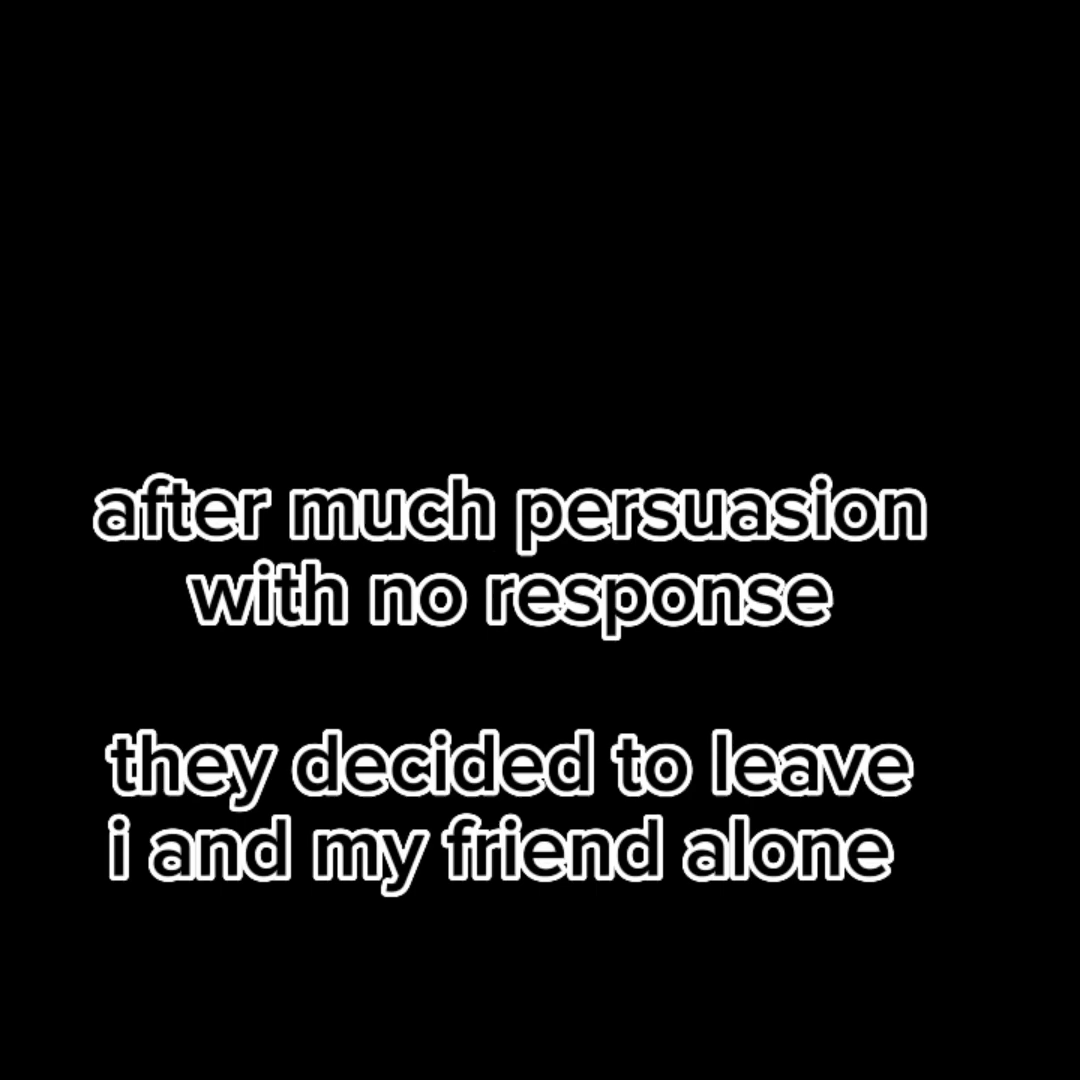 after much persuasion
with no response
they decided to leave
i and my friend alone